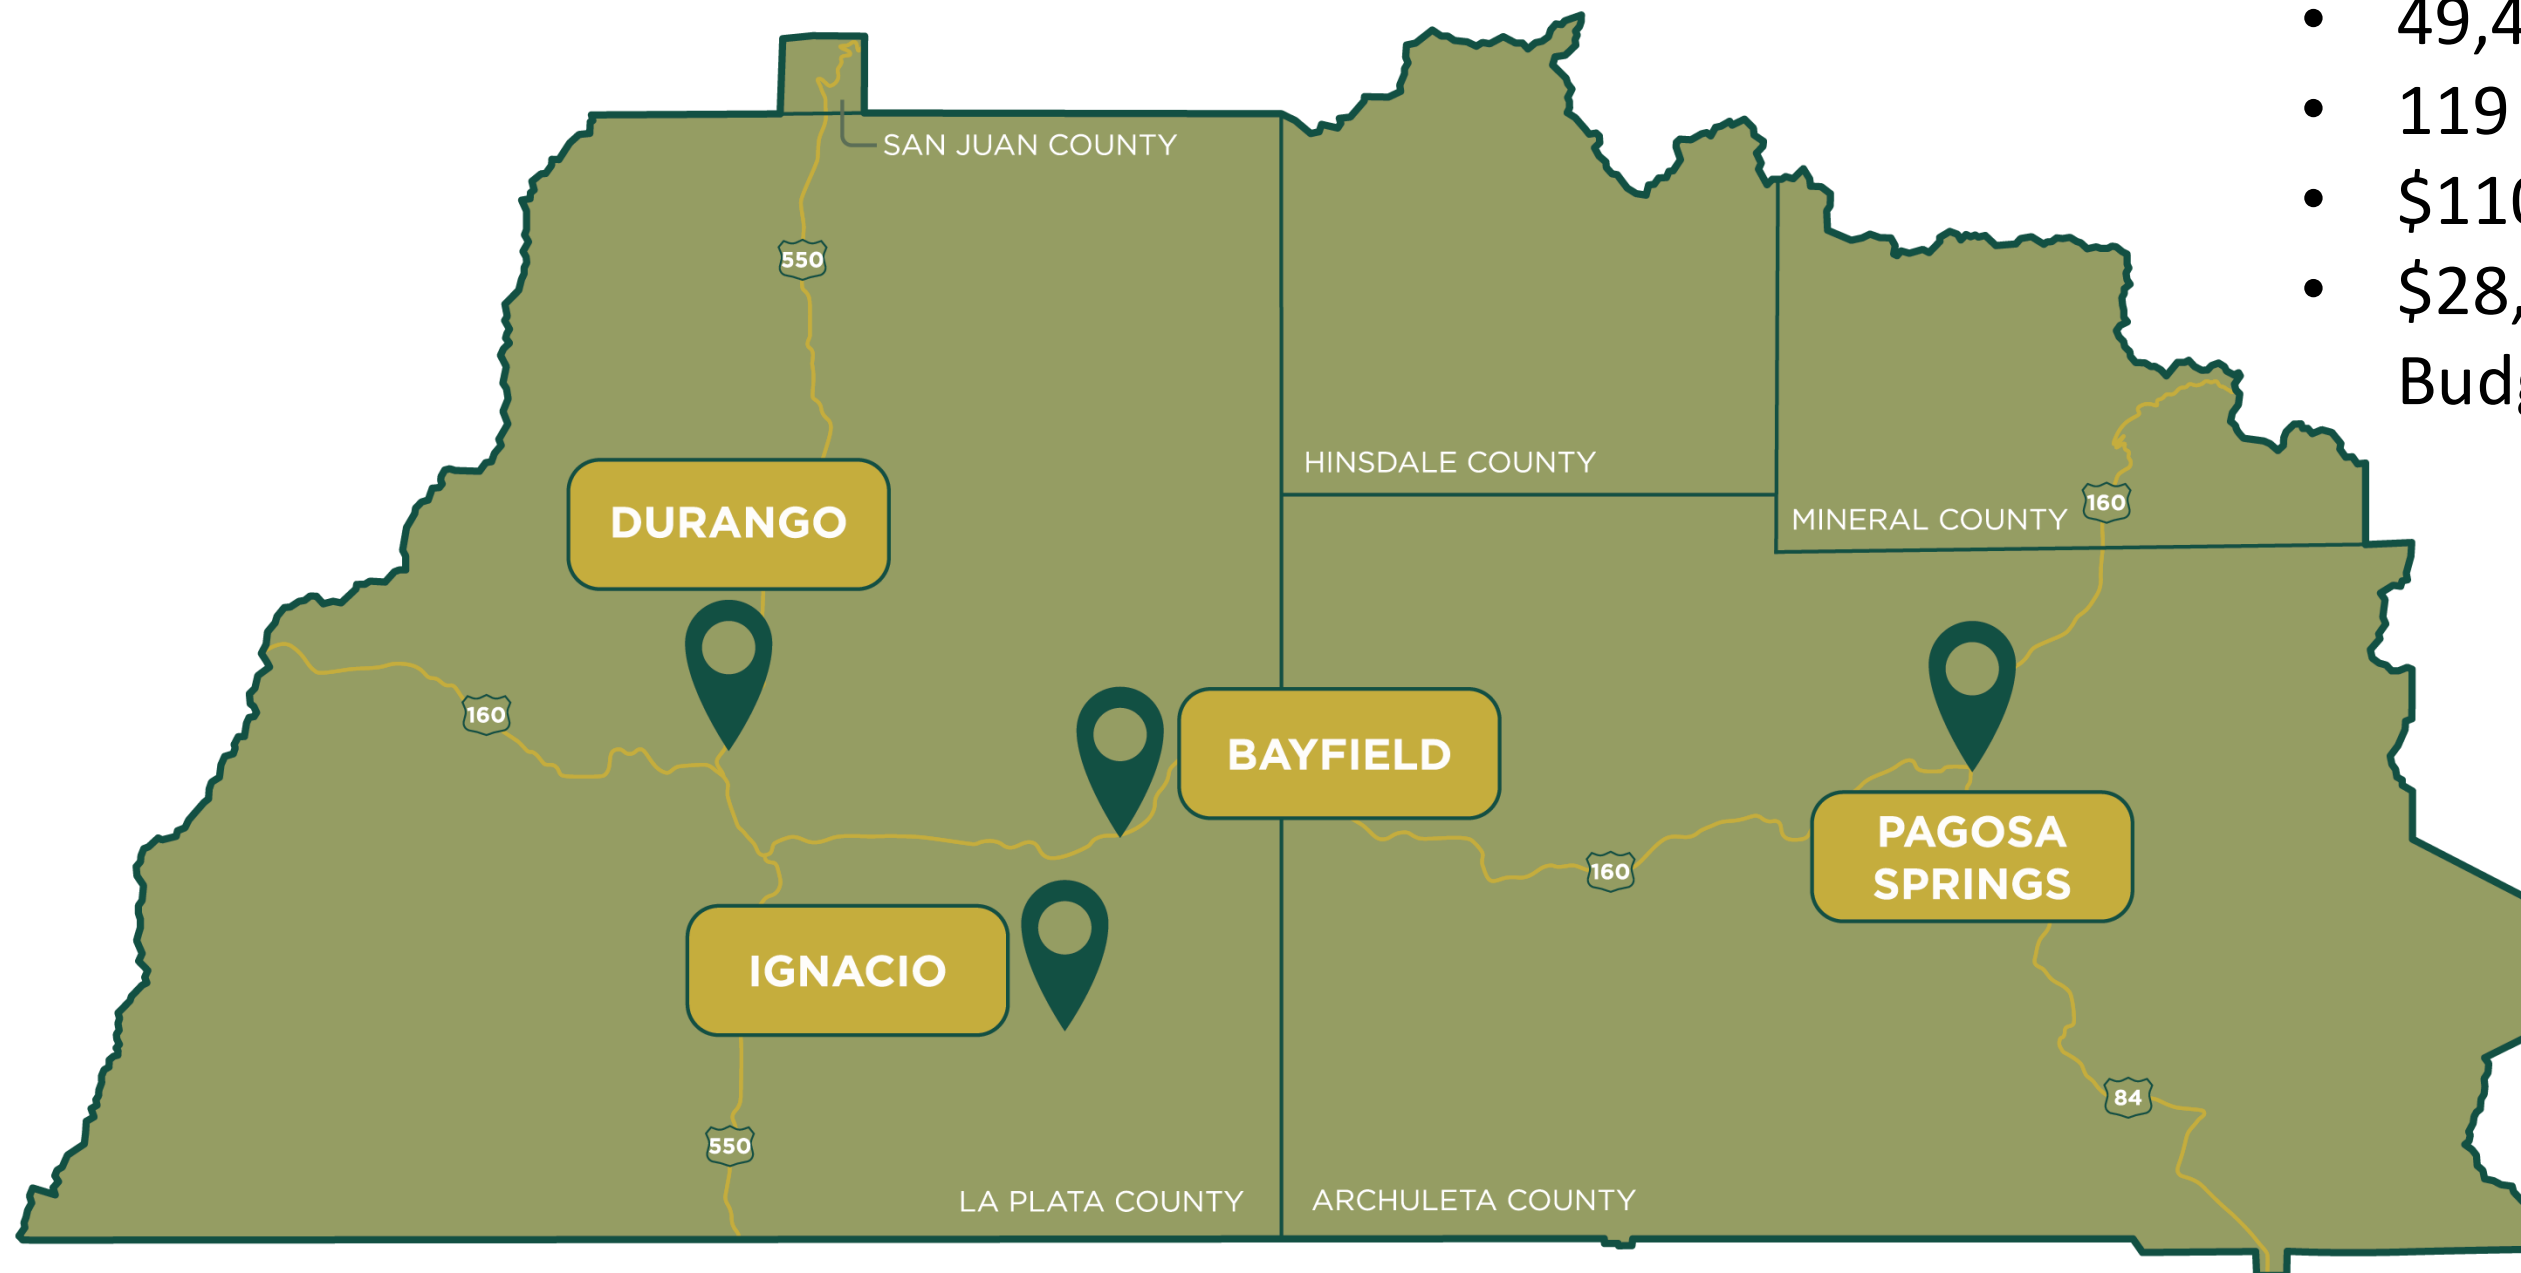 • 49,4
• 119
• $110
• $28,
Budg
SAN JUAN COUNTY
550
HINSDALE COUNTY
160
MINERAL COUNTY
DURANGO
160
BAYFIELD
PAGOSA
SPRINGS
160
IGNACIO
84
550
LA PLATA COUNTY
ARCHULETA COUNTY